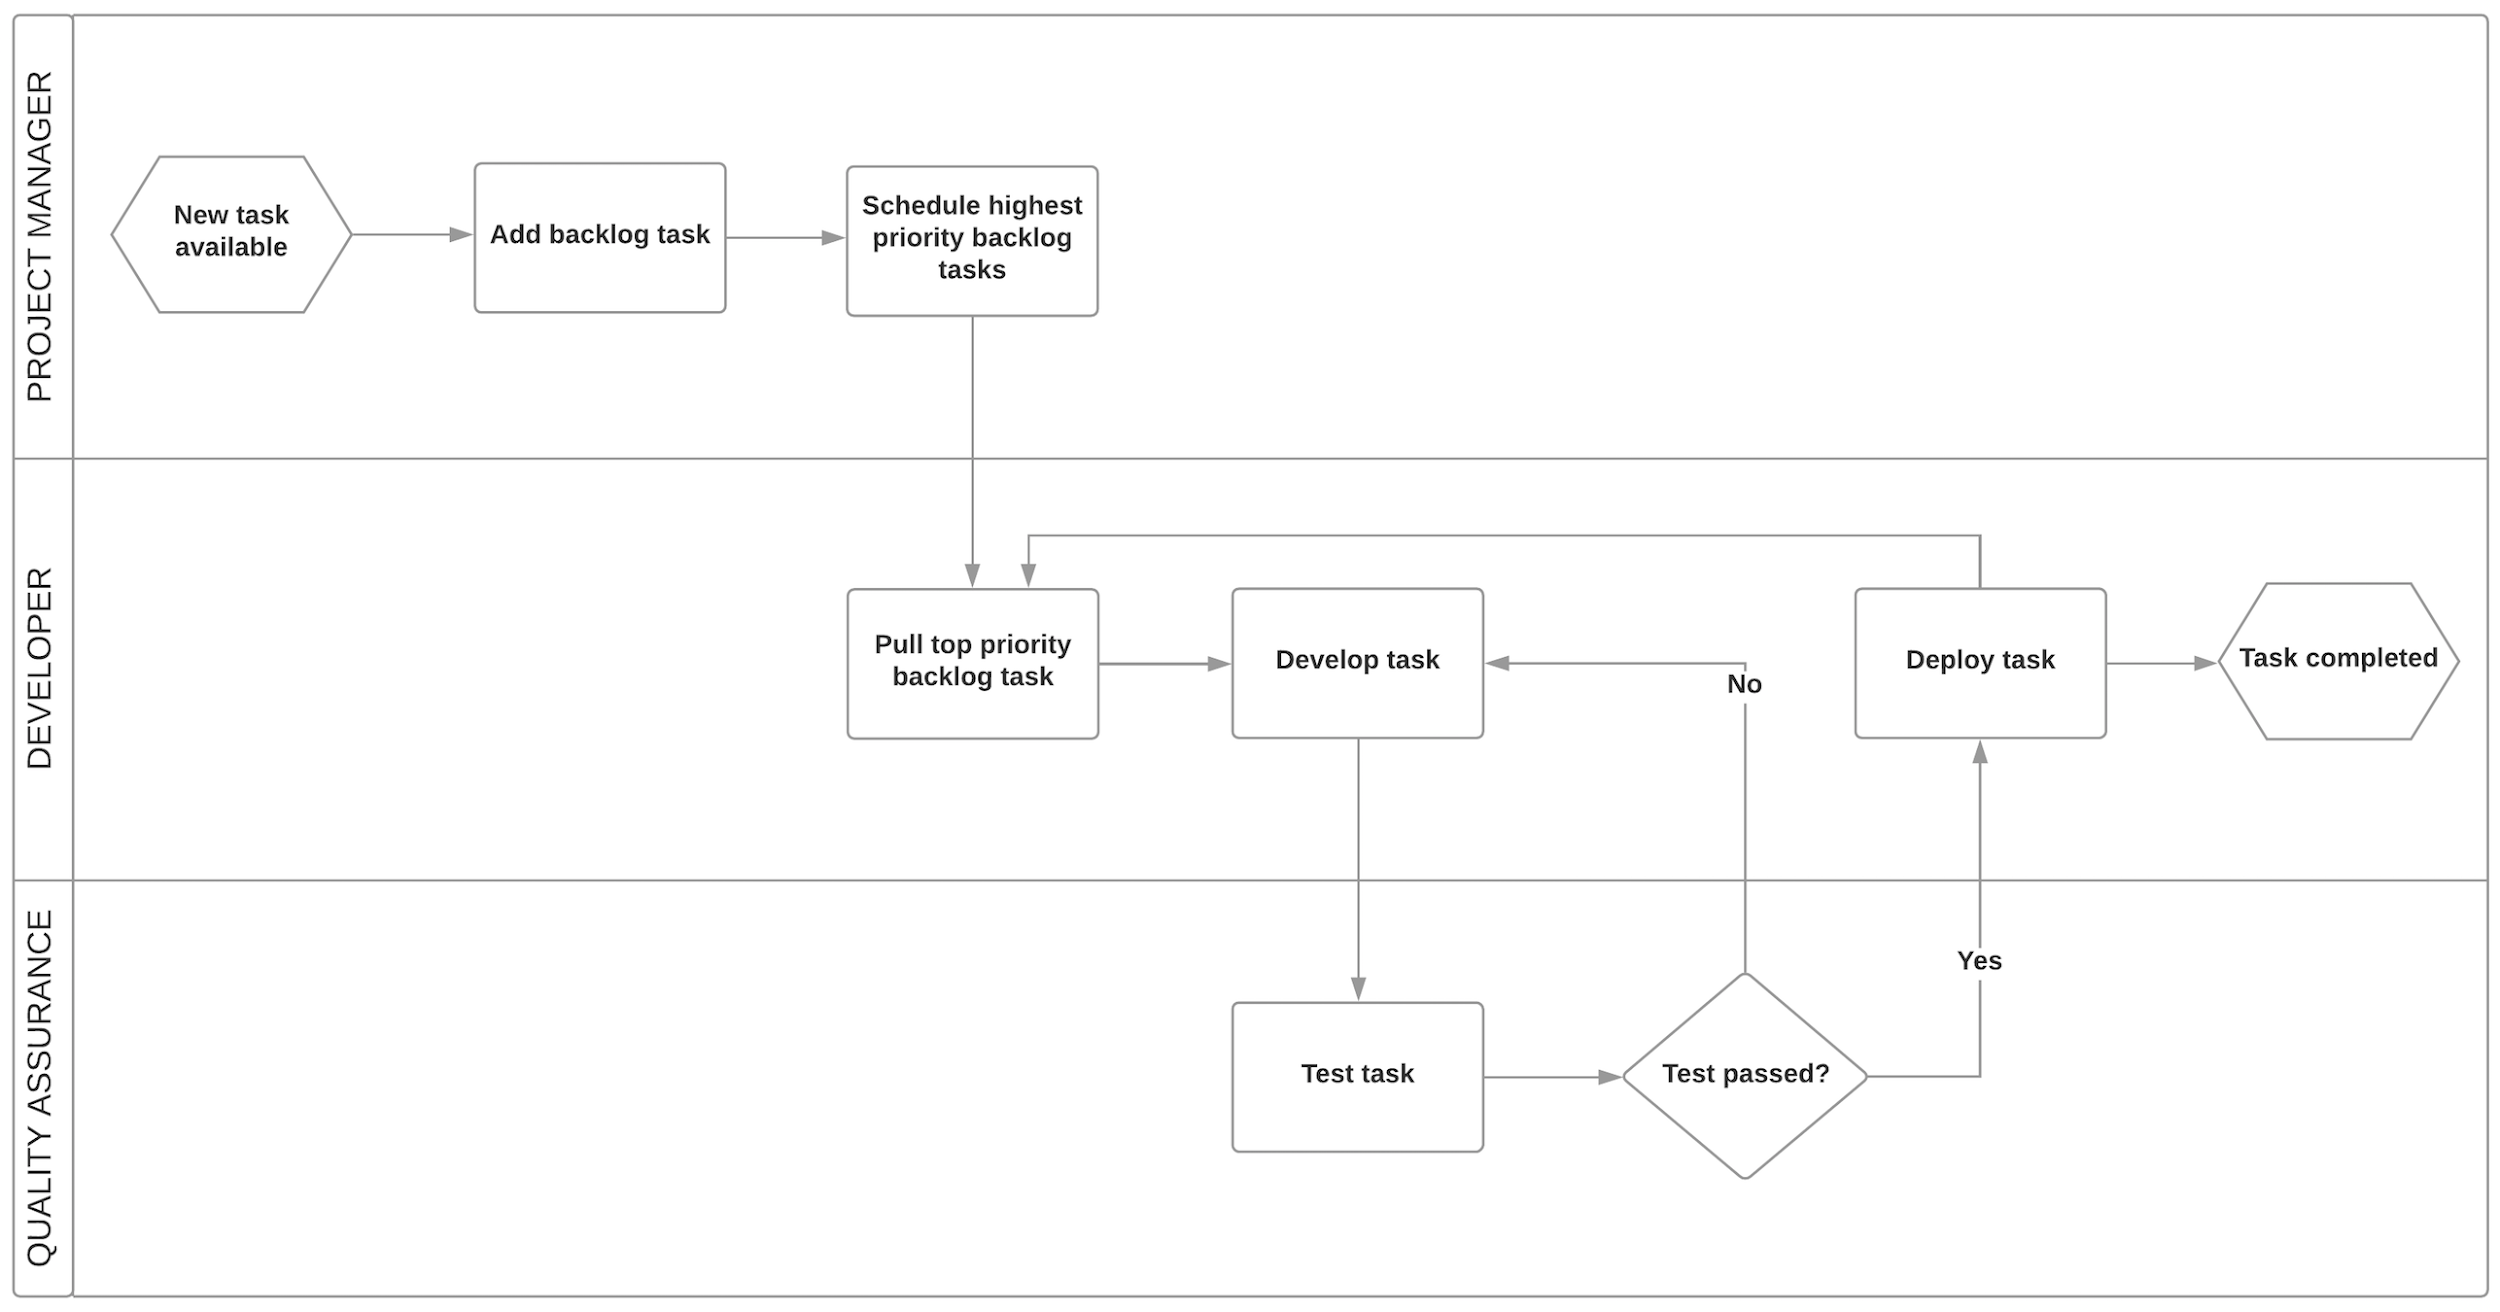 PROJECT MANAGER
New task
available
Add backlog task
Schedule highest
priority backlog
tasks
DEVELOPER
Pull top priority
backlog task
Develop task
No
Deploy task
Task completed
QUALITY ASSURANCE
Test task
Test passed?
Yes